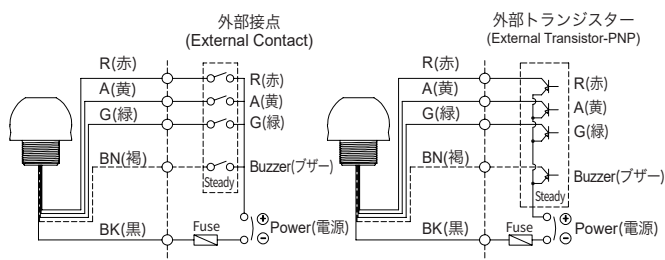 外部接点
(External Contact)
R(赤)
A(黄)
G(緑)
BN(褐)
BK(黒)
R(赤)
A(黄)
G(緑)
Buzzer(ブザー)
Steady
Fuse
Power(電源)
外部トランジスター
(External Transistor-PNP)
R(赤)
A(黄)
G(緑)
BN(褐)
BK(黒)
R(赤)
A(黄)
G(緑)
Buzzer(ブザー)
Steady
Fuse
Power(電源)